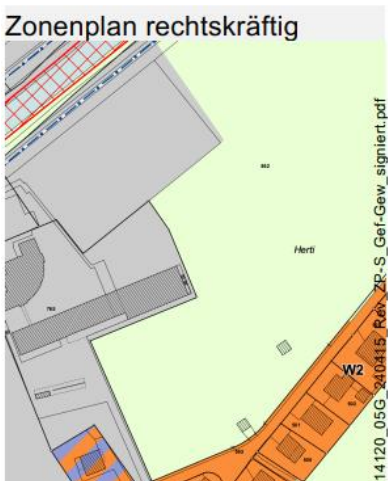 Zonenplan rechtskräftig
Herti
W2
14120_05G_240415_Rev_ZP-S_Gef-Gew_signiert.pdf